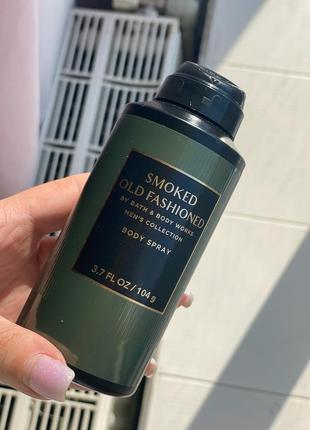 SMOKED
OLD FASHIONED
BY BATH & BODY WORKS
MEN'S COLLECTION
BODY SPRAY
3.7 FL OZ / 104 g